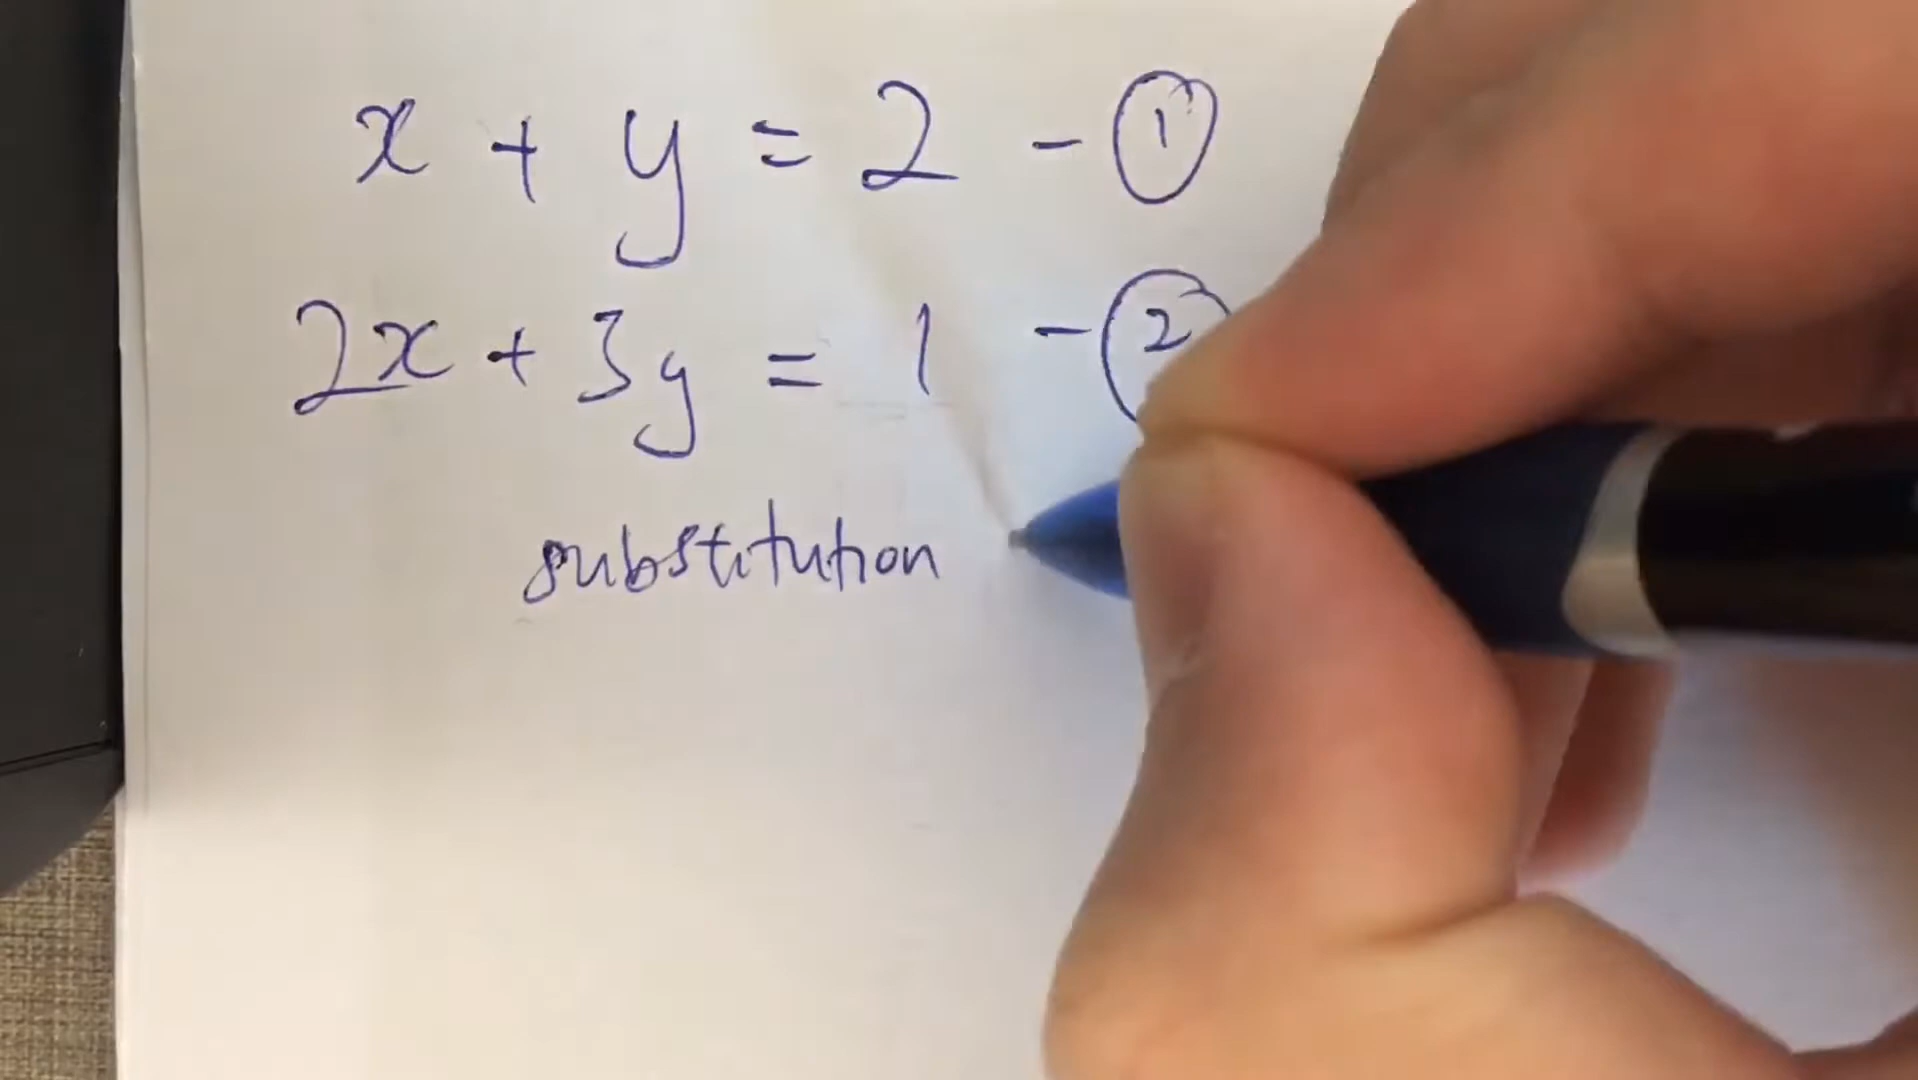 x + y = 2 - ①
2x + 3y = 1 - ②
substitution